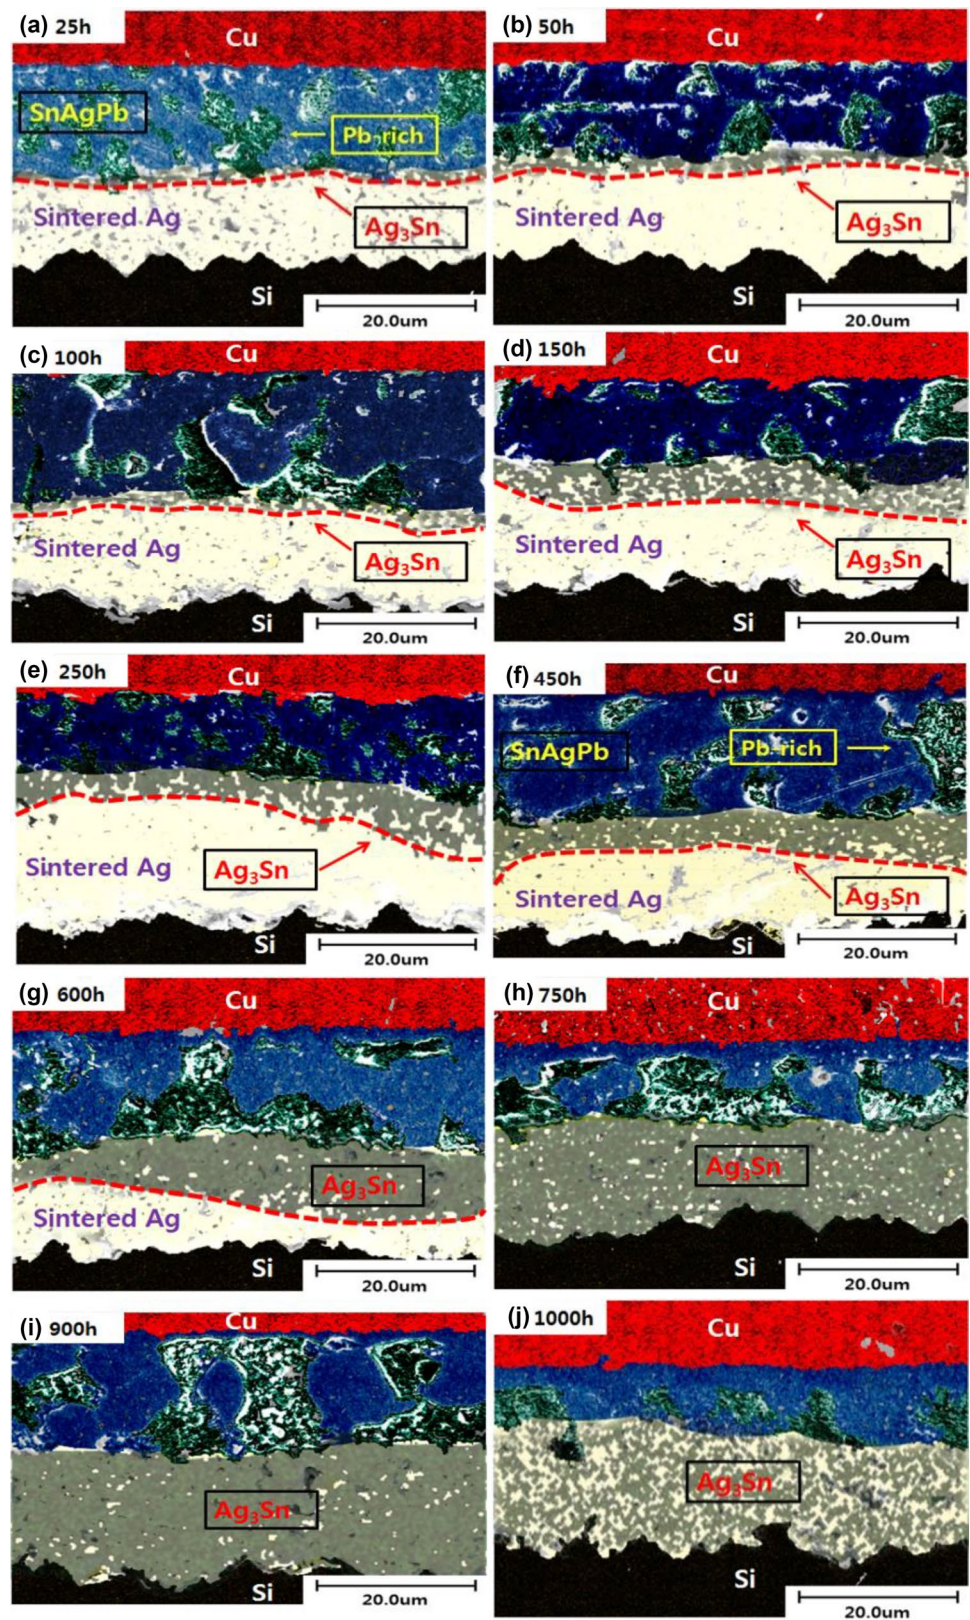 (a) 25h
Cu
SnAgPb
Pb-rich
Sintered Ag
Ag₃Sn
Si
20.0um
(b) 50h
Cu
Sintered Ag
Ag₃Sn
Si
20.0um
(c) 100h
Cu
Sintered Ag
Ag₃Sn
Si
20.0um
(d) 150h
Cu
Sintered Ag
Ag₃Sn
Si
20.0um
(e) 250h
Cu
Sintered Ag
Ag₃Sn
Si
20.0um
(f) 450h
Cu
SnAgPb
Pb-rich
Sintered Ag
Ag₃Sn
Si
20.0um
(g) 600h
Cu
Ag₃Sn
Sintered Ag
Si
20.0um
(h) 750h
Cu
Ag₃Sn
Si
20.0um
(i) 900h
Cu
Ag₃Sn
Si
20.0um
(j) 1000h
Cu
Ag₃Sn
Si
20.0um